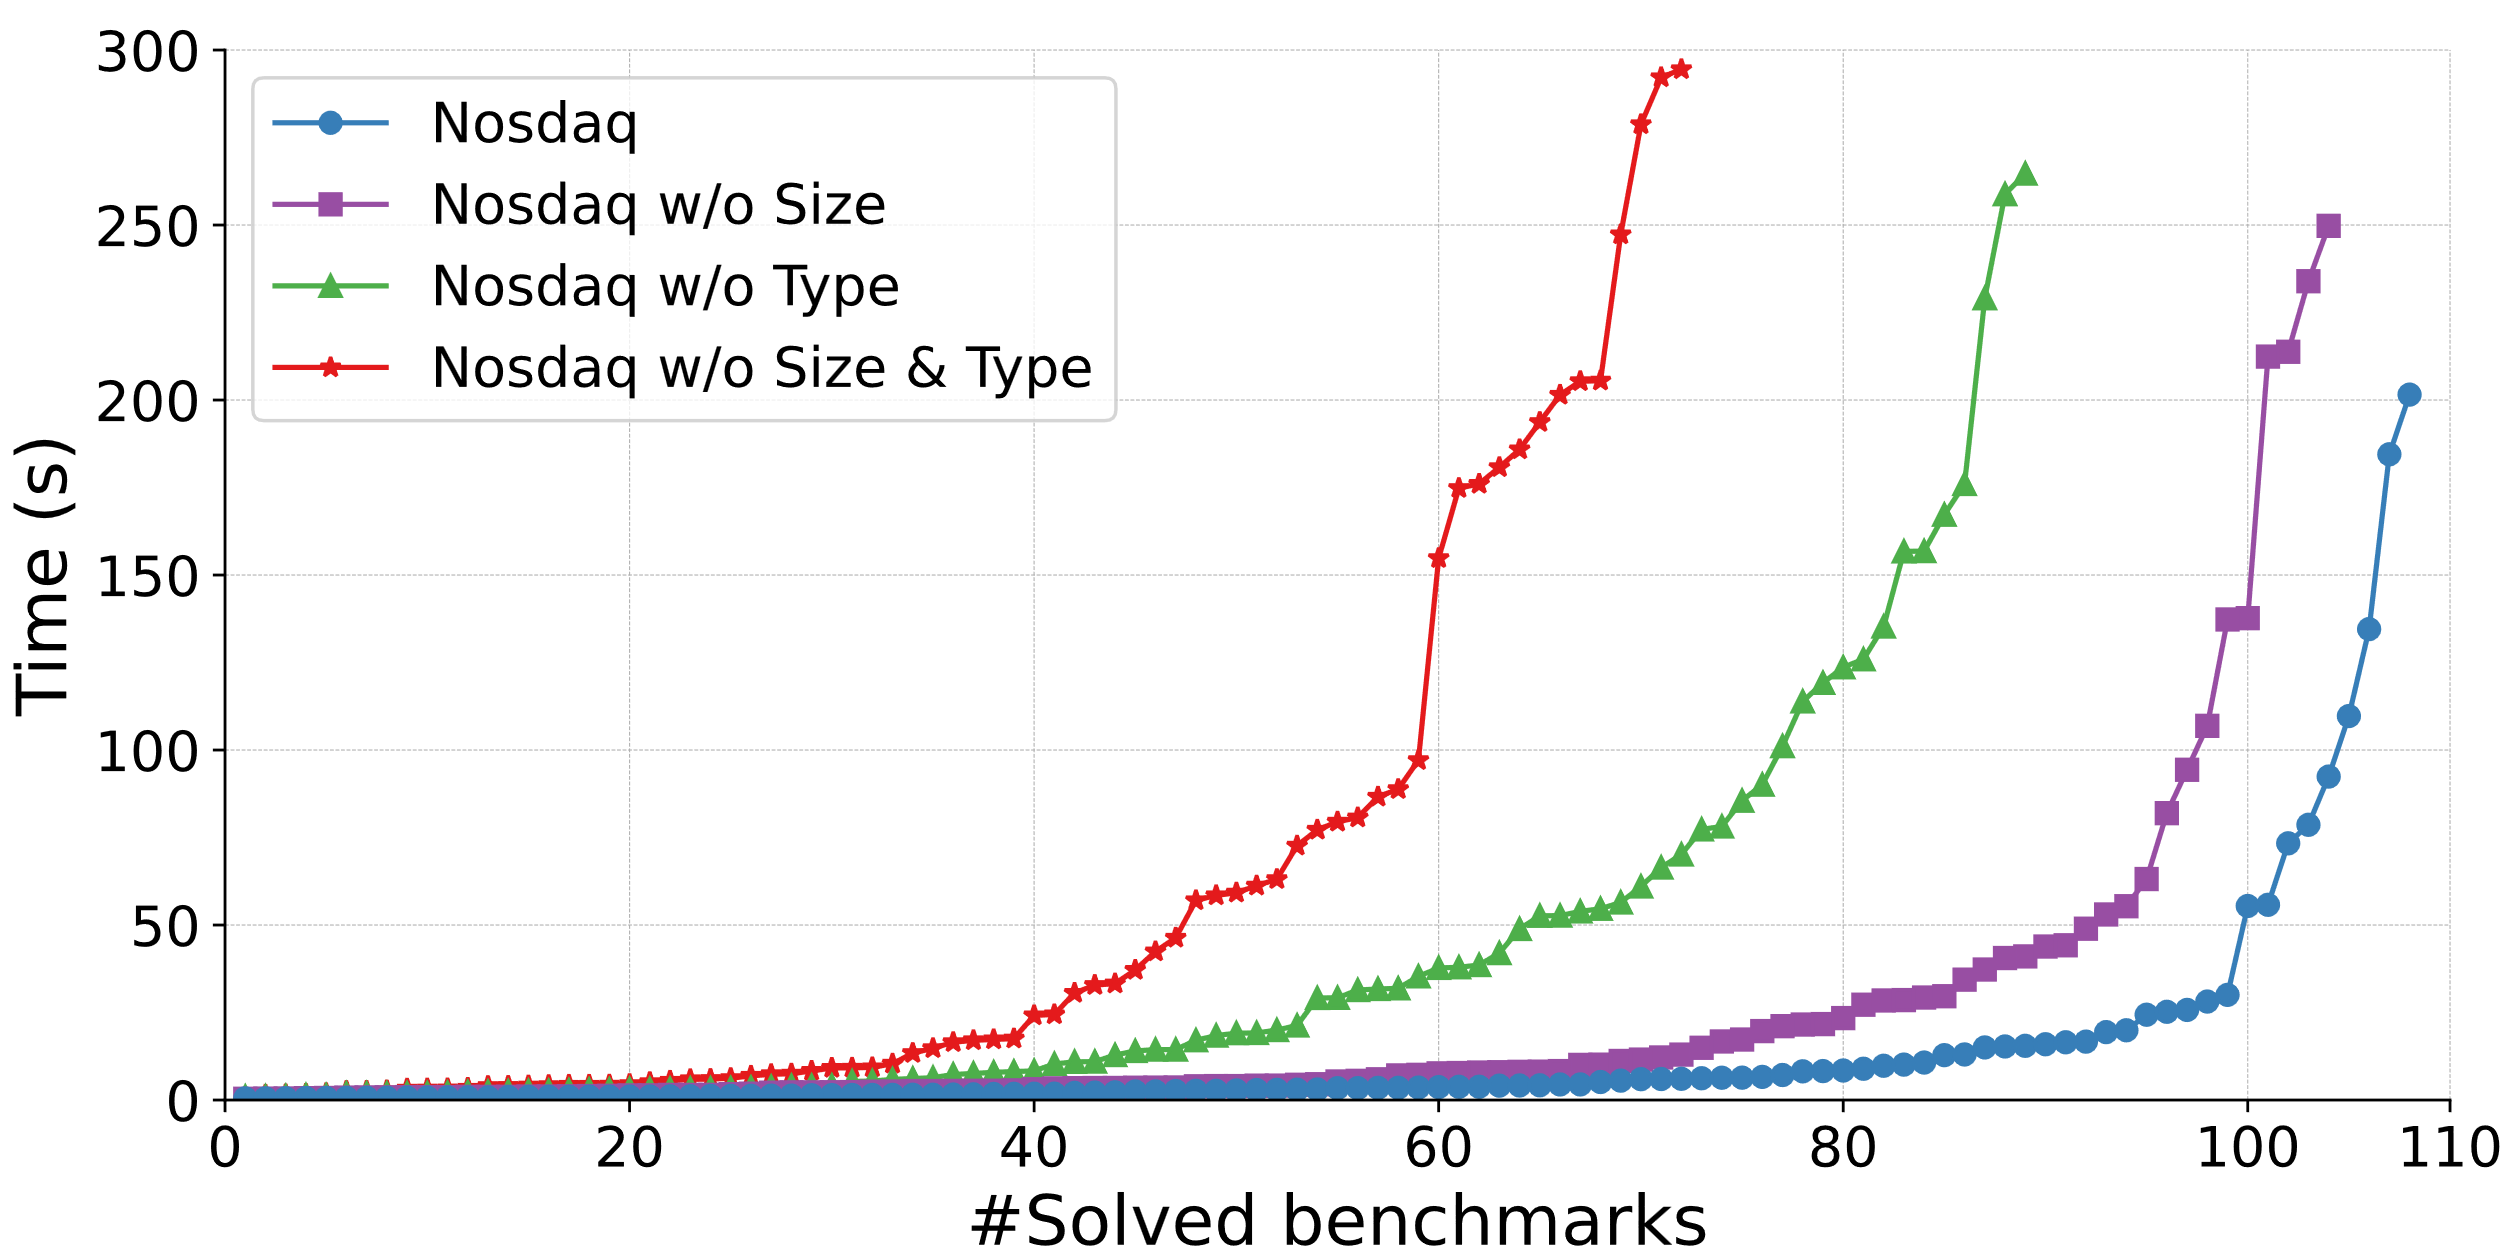 300
250
200
150
100
50
0
Time (s)
Nosdaq
Nosdaq w/o Size
Nosdaq w/o Type
Nosdaq w/o Size & Type
0 20 40 60 80 100 110
#Solved benchmarks